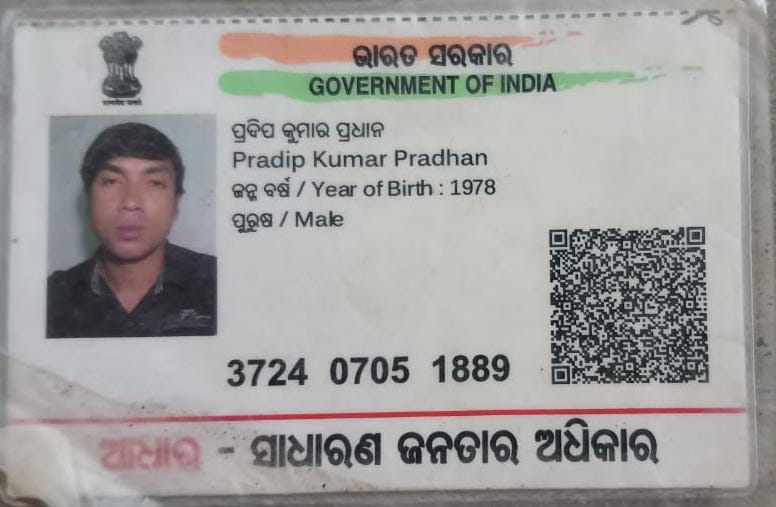 ଭାରତ ସରକାର
GOVERNMENT OF INDIA
ପ୍ରଦିପ କୁମାର ପ୍ରଧାନ
Pradip Kumar Pradhan
ଜନ୍ମ ବର୍ଷ / Year of Birth : 1978
ପୁରୁଷ / Male
3724 0705 1889
ଆଧାର - ସାଧାରଣ ଜନତାର ଅଧିକାର